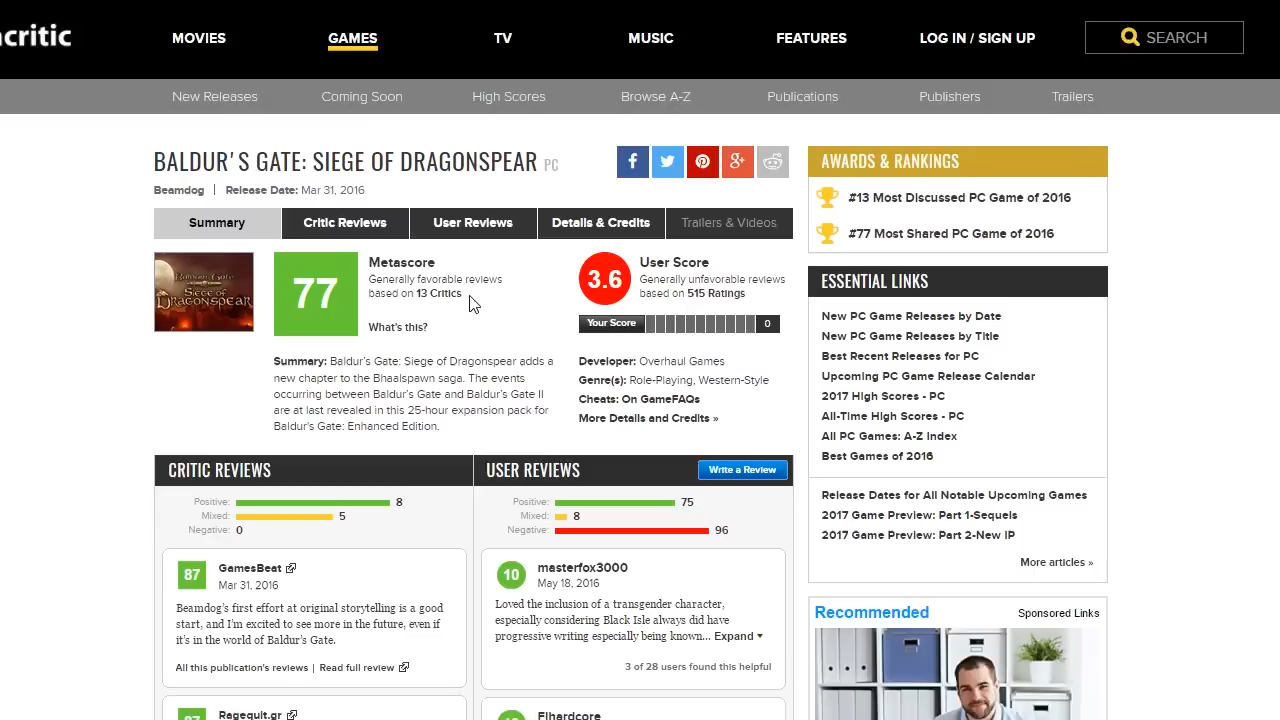 critic
MOVIES
GAMES
TV
MUSIC
FEATURES
LOG IN / SIGN UP
SEARCH
New Releases
Coming Soon
High Scores
Browse A-Z
Publications
Publishers
Trailers
BALDUR'S GATE: SIEGE OF DRAGONSPEAR PC
Beamdog | Release Date: Mar 31, 2016
Summary
Critic Reviews
User Reviews
Details & Credits
Trailers & Videos
Baldur's Gate
Siege of
Dragonspear
77
Metascore
Generally favorable reviews
based on 13 Critics
What's this?
3.6
User Score
Generally unfavorable reviews
based on 515 Ratings
Your Score
0
Summary: Baldur's Gate: Siege of Dragonspear adds a
new chapter to the Bhaalspawn saga. The events
occurring between Baldur's Gate and Baldur's Gate II
are at last revealed in this 25-hour expansion pack for
Baldur's Gate: Enhanced Edition.
Developer: Overhaul Games
Genre(s): Role-Playing, Western-Style
Cheats: On GameFAQs
More Details and Credits »
CRITIC REVIEWS
Positive: 8
Mixed: 5
Negative: 0
87
GamesBeat
Mar 31, 2016
Beamdog's first effort at original storytelling is a good
start, and I'm excited to see more in the future, even if
it's in the world of Baldur's Gate.
All this publication's reviews | Read full review
87
Ragequit.gr
USER REVIEWS
Write a Review
Positive: 75
Mixed: 8
Negative: 96
10
masterfox3000
May 18, 2016
Loved the inclusion of a transgender character,
especially considering Black Isle always did have
progressive writing especially being known... Expand
3 of 28 users found this helpful
10
Flhardcore
AWARDS & RANKINGS
#13 Most Discussed PC Game of 2016
#77 Most Shared PC Game of 2016
ESSENTIAL LINKS
New PC Game Releases by Date
New PC Game Releases by Title
Best Recent Releases for PC
Upcoming PC Game Release Calendar
2017 High Scores - PC
All-Time High Scores - PC
All PC Games: A-Z Index
Best Games of 2016
Release Dates for All Notable Upcoming Games
2017 Game Preview: Part 1-Sequels
2017 Game Preview: Part 2-New IP
More articles »
Recommended
Sponsored Links